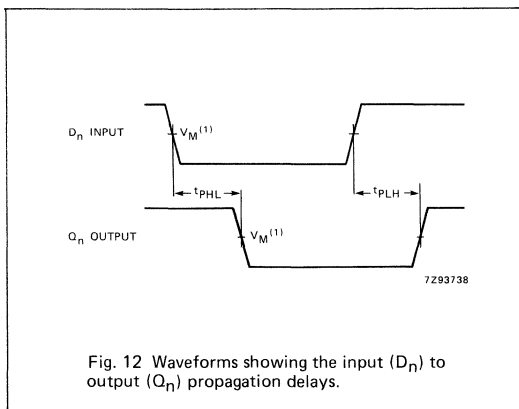 Dn INPUT
VM(1)
tPHL
tPLH
Qn OUTPUT
VM(1)
7Z93738
Fig. 12 Waveforms showing the input (Dn) to
output (Qn) propagation delays.